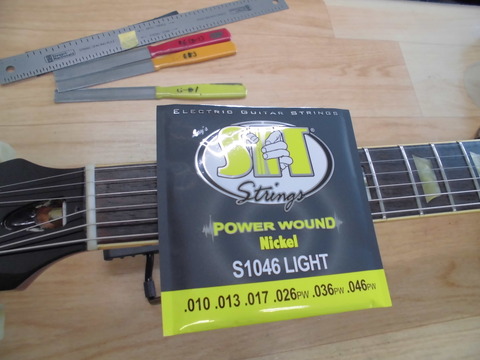 ELECTRIC GUITAR STRINGS
SIT®
Strings
POWER WOUND
Nickel
S1046 LIGHT
.010 .013 .017 .026PW .036PW .046PW